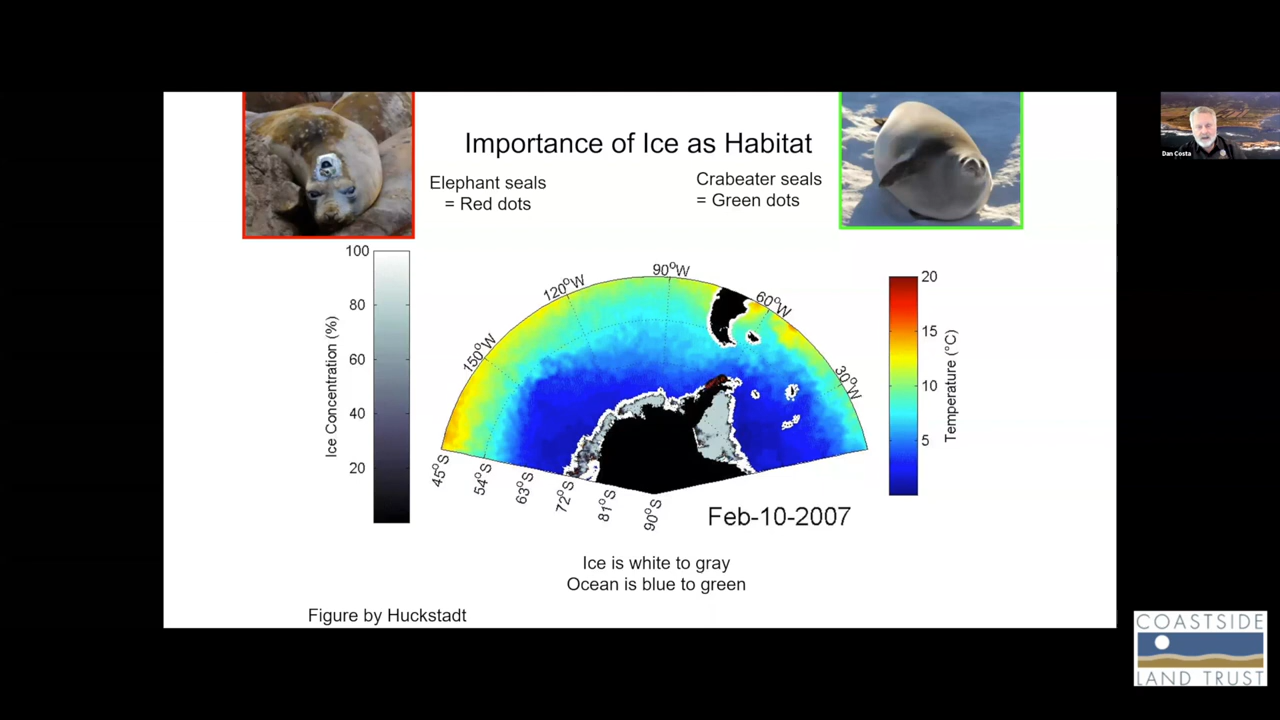 Importance of Ice as Habitat
Elephant seals
= Red dots
Crabeater seals
= Green dots
Dan Costa
100
80
60
40
20
Ice Concentration (%)
150°W
120°W
90°W
60°W
30°W
45°S
54°S
63°S
72°S
81°S
90°S
20
15
10
5
Temperature (°C)
Feb-10-2007
Ice is white to gray
Ocean is blue to green
Figure by Huckstadt
COASTSIDE
LAND TRUST